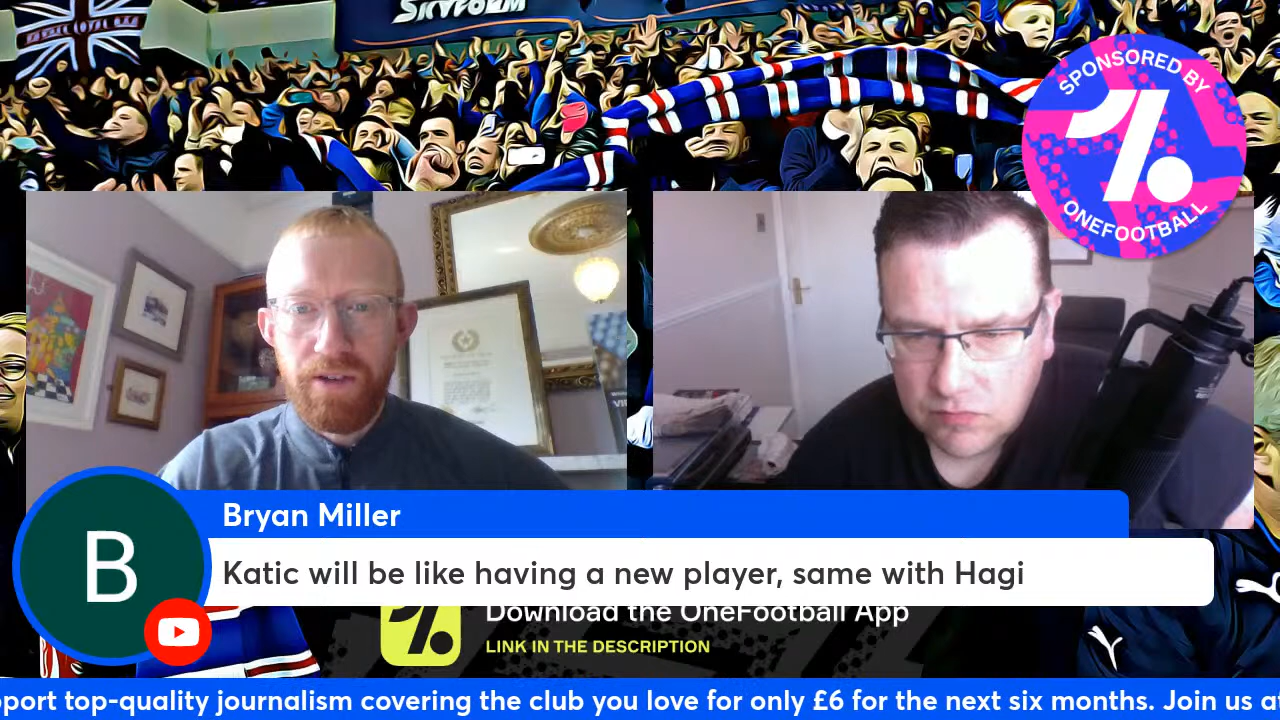 SKYFORM
SPONSORED BY
ONEFOOTBALL
B
Bryan Miller
Katic will be like having a new player, same with Hagi
Download the OneFootball App
LINK IN THE DESCRIPTION
port top-quality journalism covering the club you love for only £6 for the next six months. Join us a